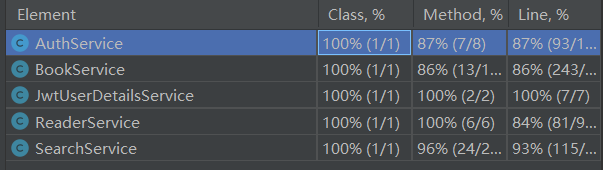 Element Class, % Method, % Line, %
C AuthService 100% (1/1) 87% (7/8) 87% (93/1...
C BookService 100% (1/1) 86% (13/1... 86% (243/...
C JwtUserDetailsService 100% (1/1) 100% (2/2) 100% (7/7)
C ReaderService 100% (1/1) 100% (6/6) 84% (81/9...
C SearchService 100% (1/1) 96% (24/2... 93% (115/...